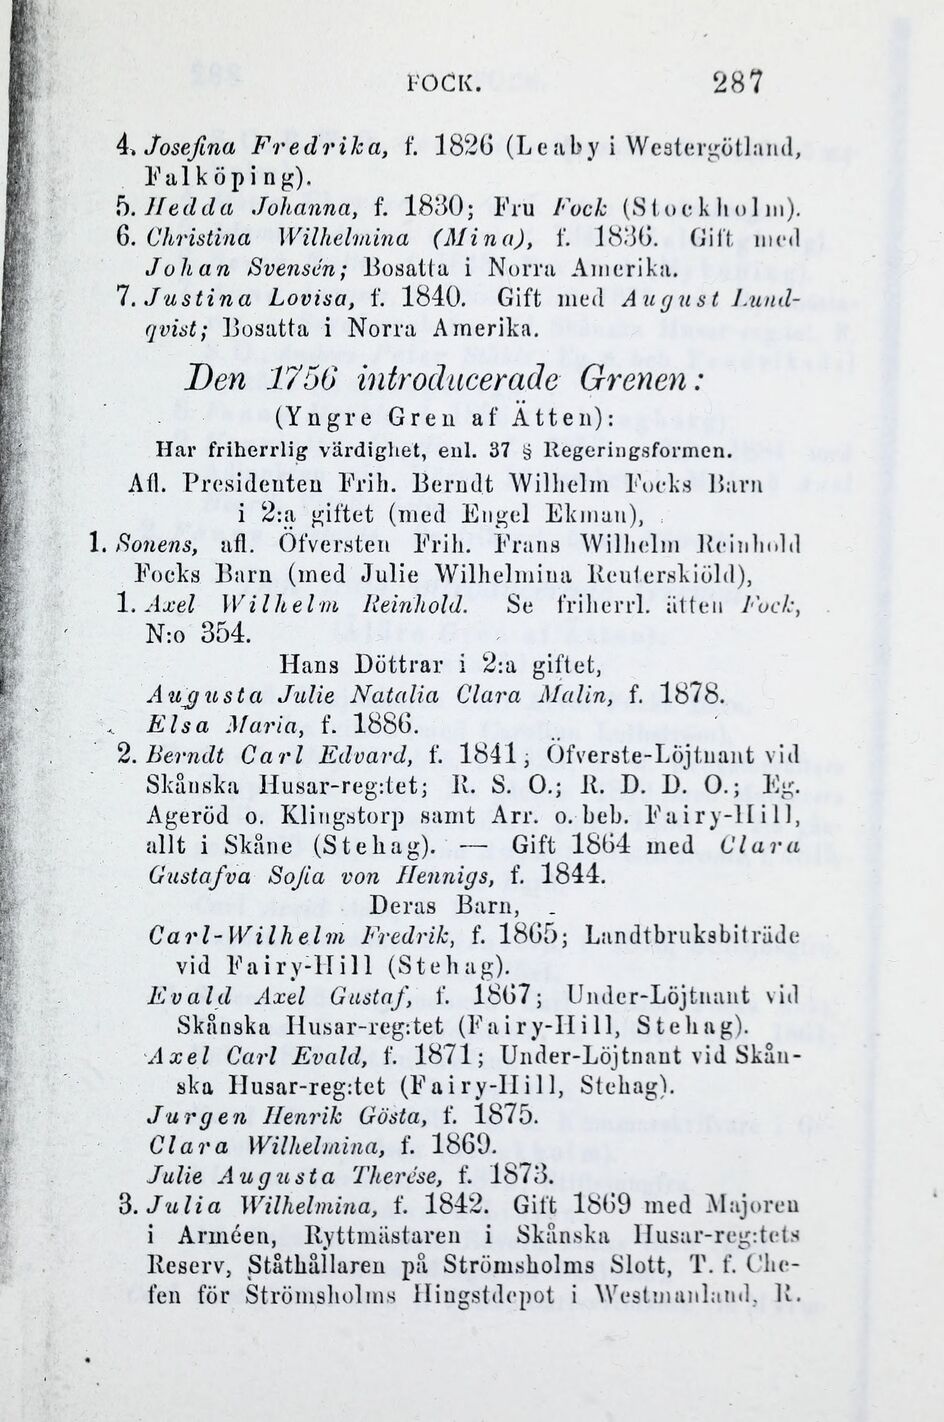 FOCK. 287
4. Josefina Fredrika, f. 1826 (Leaby i Westergötland,
Falköping).
5. Hedda Johanna, f. 1830; Fru Fock (Stockholm).
6. Christina Wilhelmina (Mina), f. 1836. Gift med
Johan Svensén; Bosatta i Norra Amerika.
7. Justina Lovisa, f. 1840. Gift med August Lund-
qvist; Bosatta i Norra Amerika.
Den 1756 introducerade Grenen:
(Yngre Gren af Ätten):
Har friherrlig värdighet, enl. 37 § Regeringsformen.
Afl. Presidenten Frih. Berndt Wilhelm Focks Barn
i 2:a giftet (med Engel Ekman),
1. Sonens, afl. Öfversten Frih. Frans Wilhelm Reinhold
Focks Barn (med Julie Wilhelmina Reuterskiöld),
1. Axel Wilhelm Reinhold. Se friherrl. ätten Fock,
N:o 354.
Hans Döttrar i 2:a giftet,
Augusta Julie Natalia Clara Malin, f. 1878.
Elsa Maria, f. 1886.
2. Berndt Carl Edvard, f. 1841; Öfverste-Löjtnant vid
Skånska Husar-reg:tet; R. S. O.; R. D. D. O.; Eg.
Ageröd o. Klingstorp samt Arr. o. beb. Fairy-Hill,
allt i Skåne (Stehag). — Gift 1864 med Clara
Gustafva Sofia von Hennigs, f. 1844.
Deras Barn,
Carl-Wilhelm Fredrik, f. 1865; Landtbruksbiträde
vid Fairy-Hill (Stehag).
Evald Axel Gustaf, f. 1867; Under-Löjtnant vid
Skånska Husar-reg:tet (Fairy-Hill, Stehag).
Axel Carl Evald, f. 1871; Under-Löjtnant vid Skån-
ska Husar-reg:tet (Fairy-Hill, Stehag).
Jurgen Henrik Gösta, f. 1875.
Clara Wilhelmina, f. 1869.
Julie Augusta Therése, f. 1873.
3. Julia Wilhelmina, f. 1842. Gift 1869 med Majoren
i Arméen, Ryttmästaren i Skånska Husar-reg:tets
Reserv, Ståthållaren på Strömsholms Slott, T. f. Che-
fen för Strömsholms Hingstdepot i Westmanland, R.